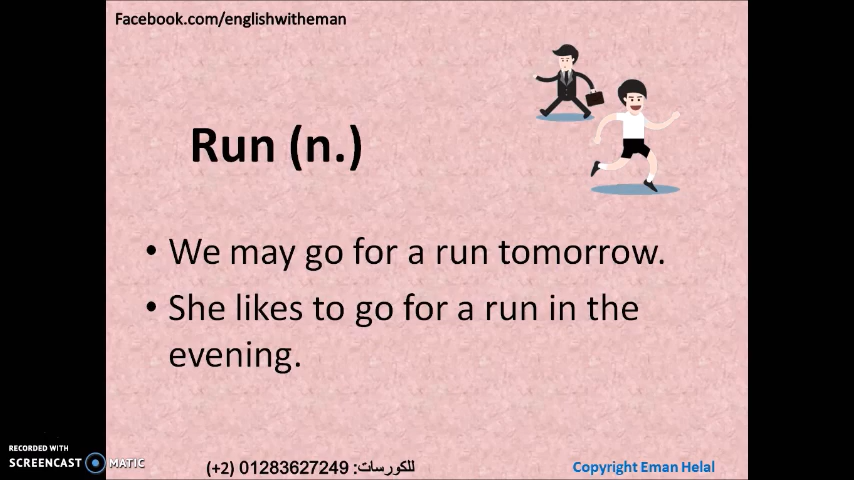 Facebook.com/englishwitheman
Run (n.)
• We may go for a run tomorrow.
• She likes to go for a run in the
evening.
RECORDED WITH
SCREENCAST MATIC
(+2) 01283627249 :للكورسات
Copyright Eman Helal